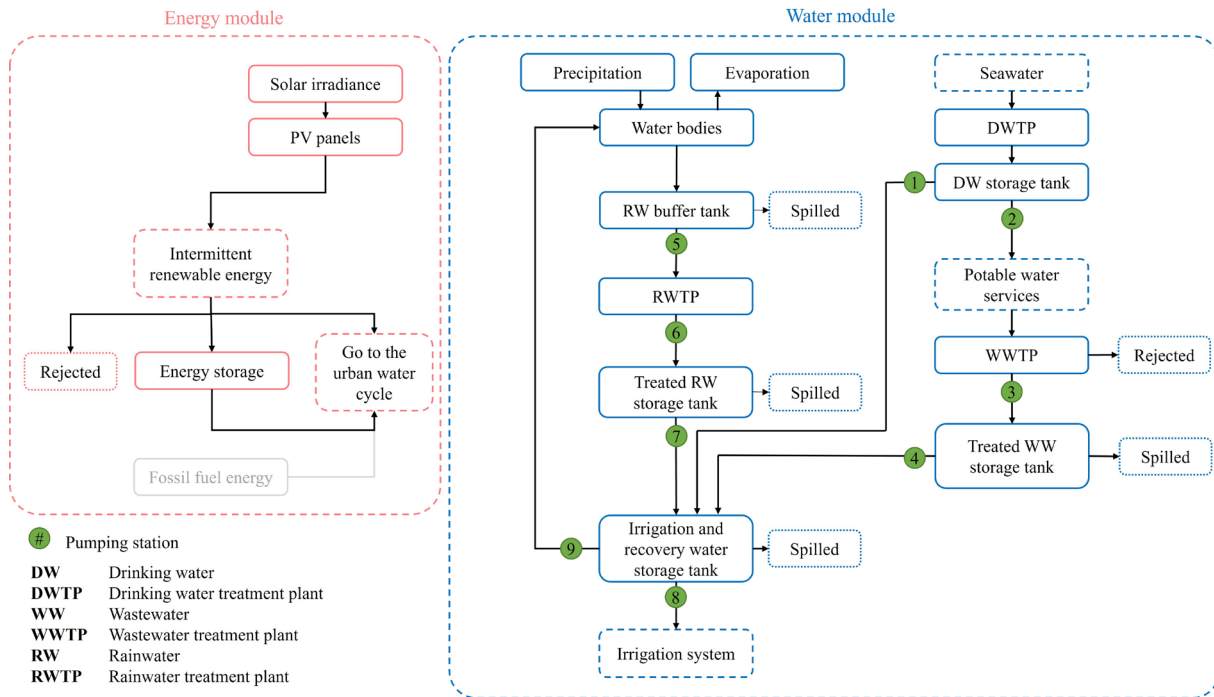 Energy module
Solar irradiance
PV panels
Intermittent
renewable energy
Rejected
Energy storage
Go to the
urban water
cycle
Fossil fuel energy
# Pumping station
DW Drinking water
DWTP Drinking water treatment plant
WW Wastewater
WWTP Wastewater treatment plant
RW Rainwater
RWTP Rainwater treatment plant
Water module
Precipitation
Evaporation
Water bodies
RW buffer tank
Spilled
5
RWTP
6
Treated RW
storage tank
Spilled
7
Seawater
DWTP
1
DW storage tank
2
Potable water
services
WWTP
Rejected
3
4
Treated WW
storage tank
Spilled
9
Irrigation and
recovery water
storage tank
Spilled
8
Irrigation system